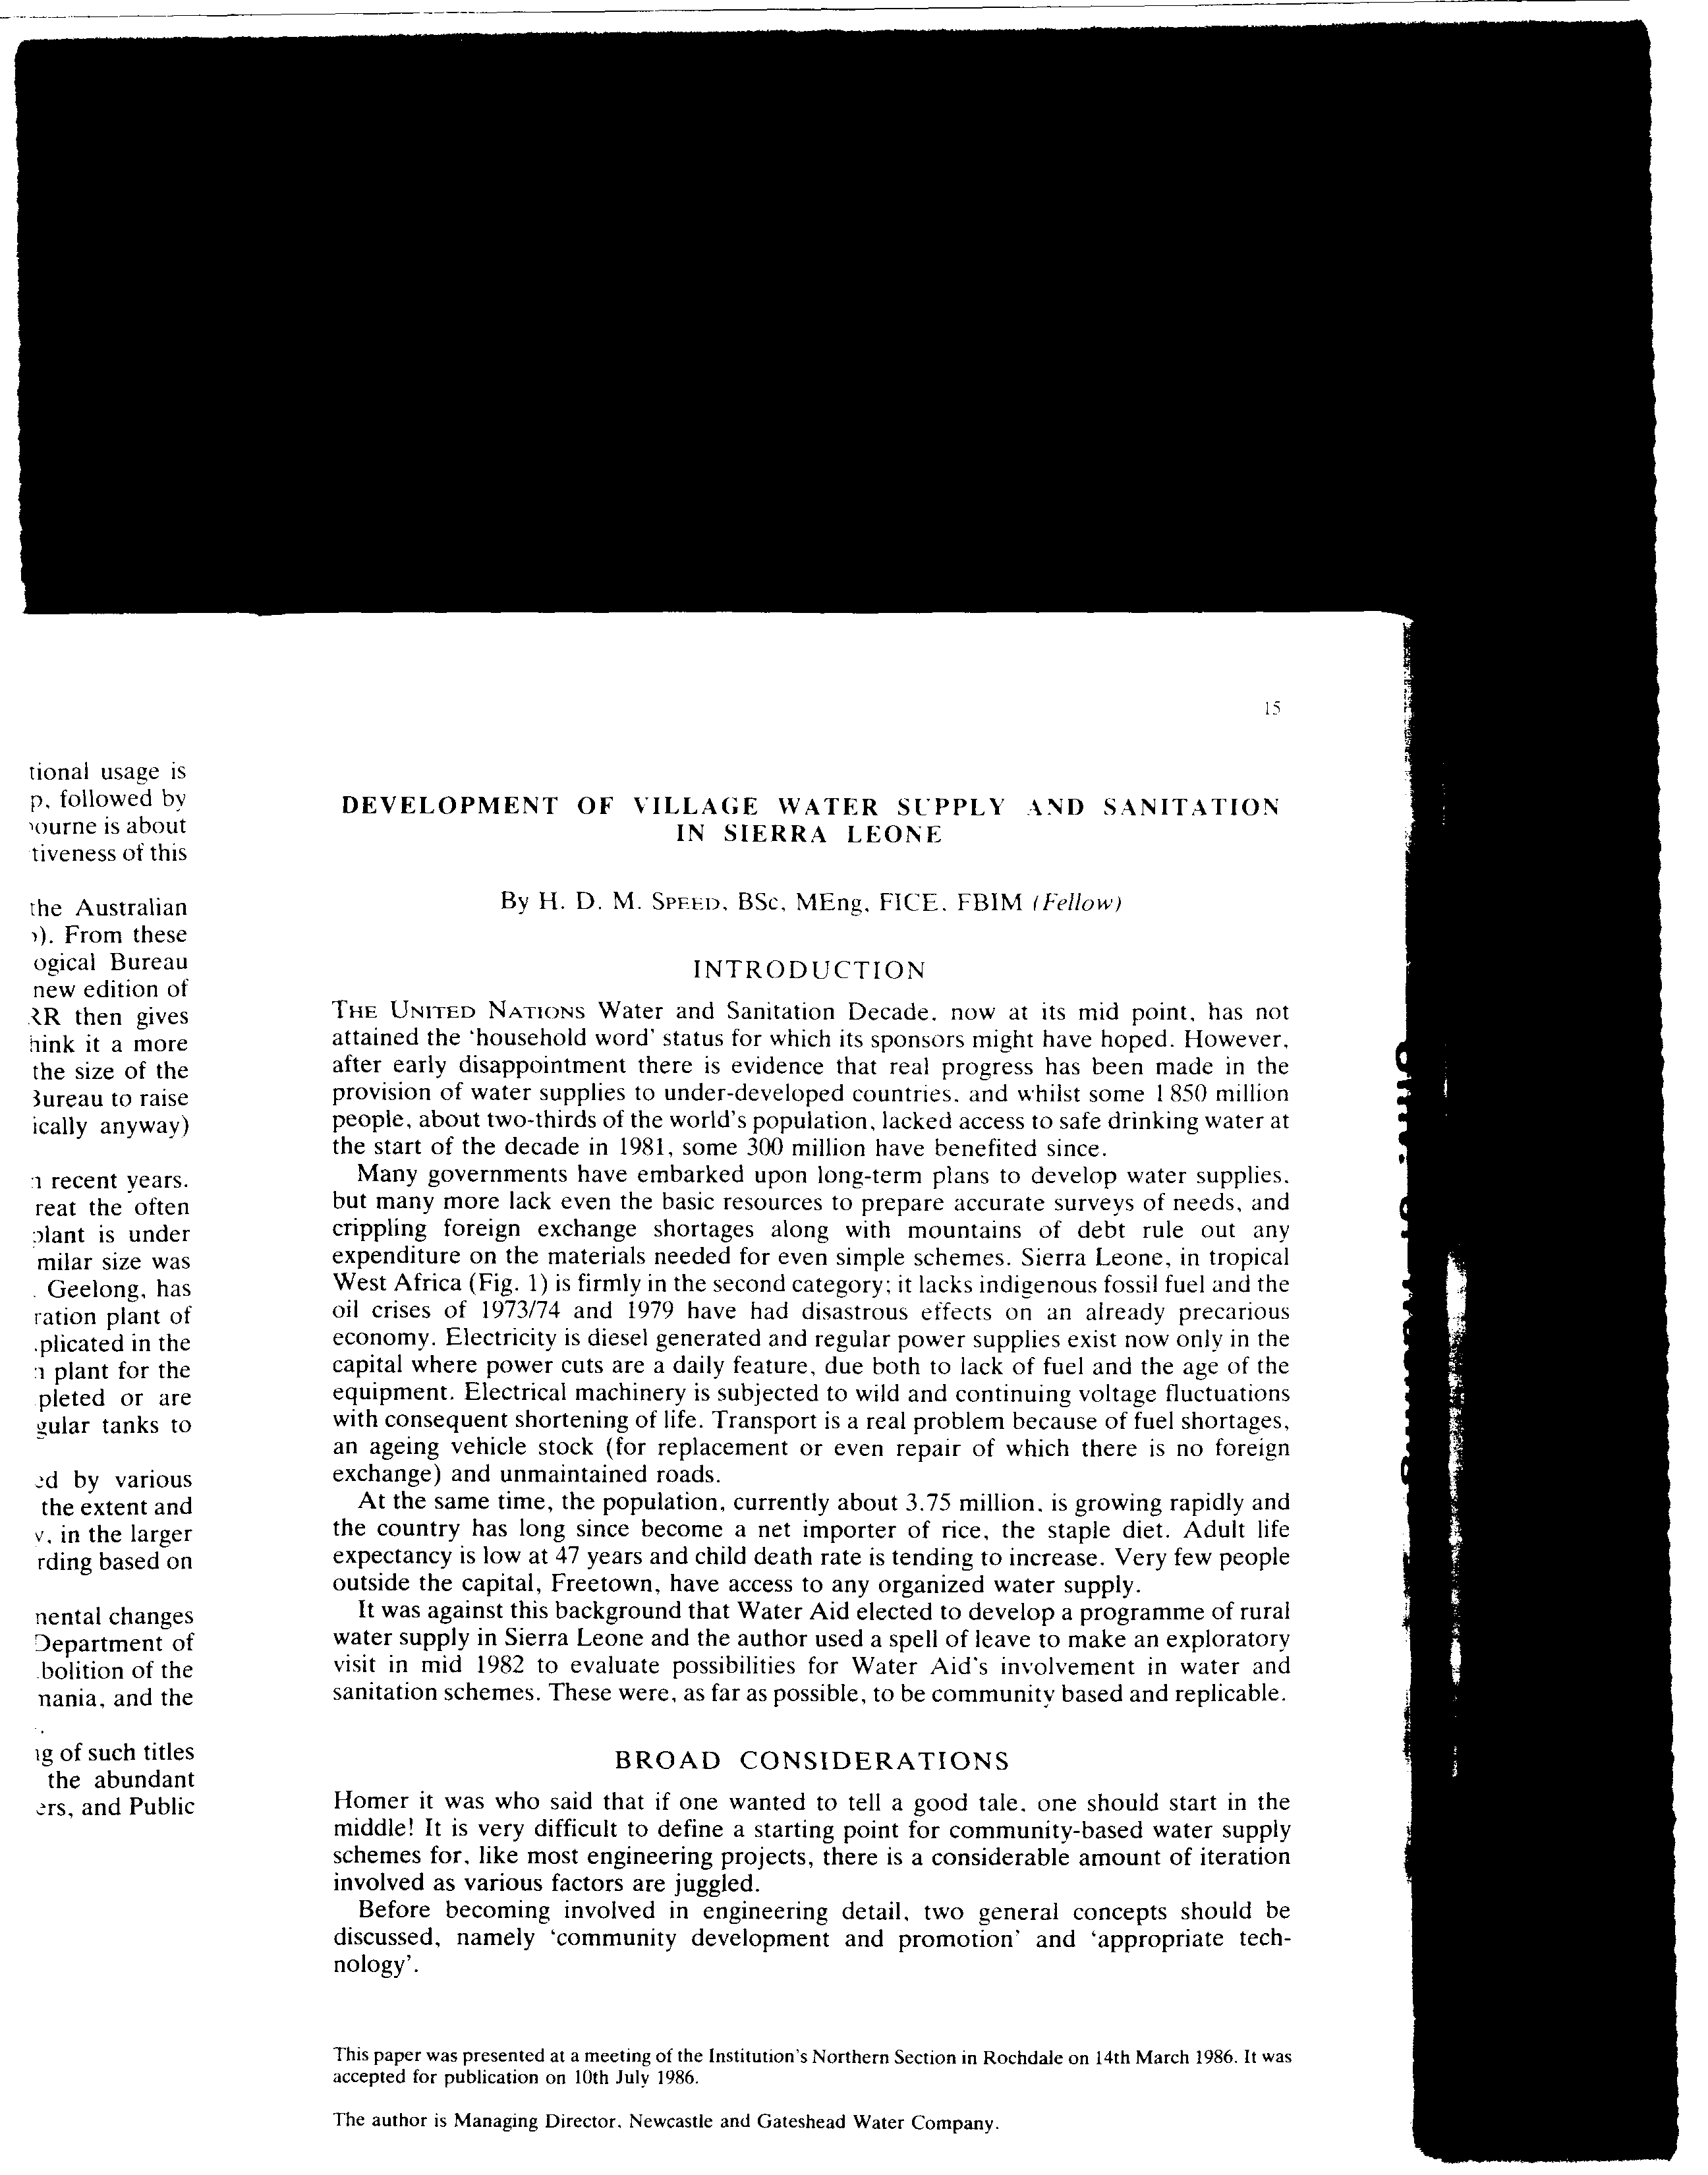 15
tional usage is
p, followed by
ourne is about
tiveness of this
the Australian
). From these
ogical Bureau
new edition of
RR then gives
hink it a more
the size of the
Bureau to raise
ically anyway)
recent years.
reat the often
plant is under
milar size was
. Geelong, has
ration plant of
plicated in the
plant for the
pleted or are
gular tanks to
ed by various
the extent and
v, in the larger
rding based on
nental changes
Department of
bolition of the
nania, and the
ng of such titles
the abundant
ers, and Public
DEVELOPMENT OF VILLAGE WATER SUPPLY AND SANITATION
IN SIERRA LEONE
By H. D. M. SPEED, BSc, MEng, FICE, FBIM (Fellow)
INTRODUCTION
THE UNITED NATIONS Water and Sanitation Decade, now at its mid point, has not
attained the ‘household word’ status for which its sponsors might have hoped. However,
after early disappointment there is evidence that real progress has been made in the
provision of water supplies to under-developed countries, and whilst some 1 850 million
people, about two-thirds of the world's population, lacked access to safe drinking water at
the start of the decade in 1981, some 300 million have benefited since.
Many governments have embarked upon long-term plans to develop water supplies,
but many more lack even the basic resources to prepare accurate surveys of needs, and
crippling foreign exchange shortages along with mountains of debt rule out any
expenditure on the materials needed for even simple schemes. Sierra Leone, in tropical
West Africa (Fig. 1) is firmly in the second category; it lacks indigenous fossil fuel and the
oil crises of 1973/74 and 1979 have had disastrous effects on an already precarious
economy. Electricity is diesel generated and regular power supplies exist now only in the
capital where power cuts are a daily feature, due both to lack of fuel and the age of the
equipment. Electrical machinery is subjected to wild and continuing voltage fluctuations
with consequent shortening of life. Transport is a real problem because of fuel shortages,
an ageing vehicle stock (for replacement or even repair of which there is no foreign
exchange) and unmaintained roads.
At the same time, the population, currently about 3.75 million, is growing rapidly and
the country has long since become a net importer of rice, the staple diet. Adult life
expectancy is low at 47 years and child death rate is tending to increase. Very few people
outside the capital, Freetown, have access to any organized water supply.
It was against this background that Water Aid elected to develop a programme of rural
water supply in Sierra Leone and the author used a spell of leave to make an exploratory
visit in mid 1982 to evaluate possibilities for Water Aid's involvement in water and
sanitation schemes. These were, as far as possible, to be community based and replicable.
BROAD CONSIDERATIONS
Homer it was who said that if one wanted to tell a good tale, one should start in the
middle! It is very difficult to define a starting point for community-based water supply
schemes for, like most engineering projects, there is a considerable amount of iteration
involved as various factors are juggled.
Before becoming involved in engineering detail, two general concepts should be
discussed, namely ‘community development and promotion’ and ‘appropriate tech-
nology’.
This paper was presented at a meeting of the Institution's Northern Section in Rochdale on 14th March 1986. It was
accepted for publication on 10th July 1986.
The author is Managing Director, Newcastle and Gateshead Water Company.